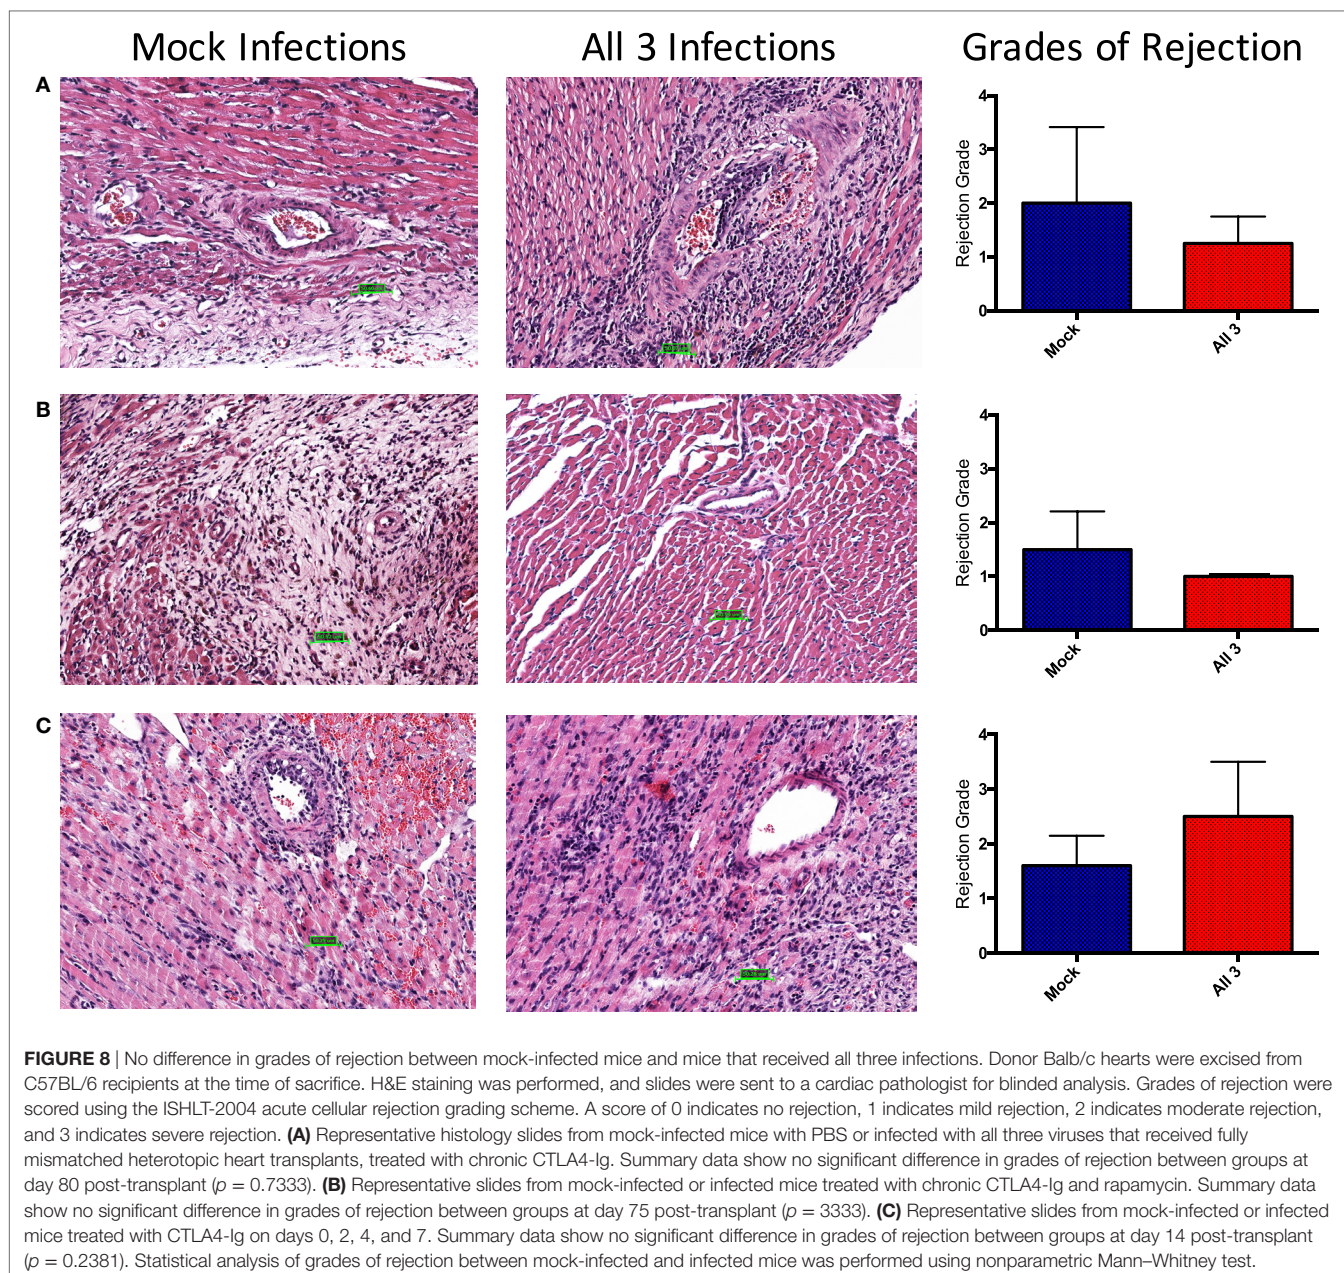 Mock Infections
All 3 Infections
Grades of Rejection
A
4
3
2
1
0
Rejection Grade
Mock
All 3
B
4
3
2
1
0
Rejection Grade
Mock
All 3
C
4
3
2
1
0
Rejection Grade
Mock
All 3
FIGURE 8 | No difference in grades of rejection between mock-infected mice and mice that received all three infections. Donor Balb/c hearts were excised from
C57BL/6 recipients at the time of sacrifice. H&E staining was performed, and slides were sent to a cardiac pathologist for blinded analysis. Grades of rejection were
scored using the ISHLT-2004 acute cellular rejection grading scheme. A score of 0 indicates no rejection, 1 indicates mild rejection, 2 indicates moderate rejection,
and 3 indicates severe rejection. (A) Representative histology slides from mock-infected mice with PBS or infected with all three viruses that received fully
mismatched heterotopic heart transplants, treated with chronic CTLA4-Ig. Summary data show no significant difference in grades of rejection between groups at
day 80 post-transplant (p = 0.7333). (B) Representative slides from mock-infected or infected mice treated with chronic CTLA4-Ig and rapamycin. Summary data
show no significant difference in grades of rejection between groups at day 75 post-transplant (p = 3333). (C) Representative slides from mock-infected or infected
mice treated with CTLA4-Ig on days 0, 2, 4, and 7. Summary data show no significant difference in grades of rejection between groups at day 14 post-transplant
(p = 0.2381). Statistical analysis of grades of rejection between mock-infected and infected mice was performed using nonparametric Mann–Whitney test.